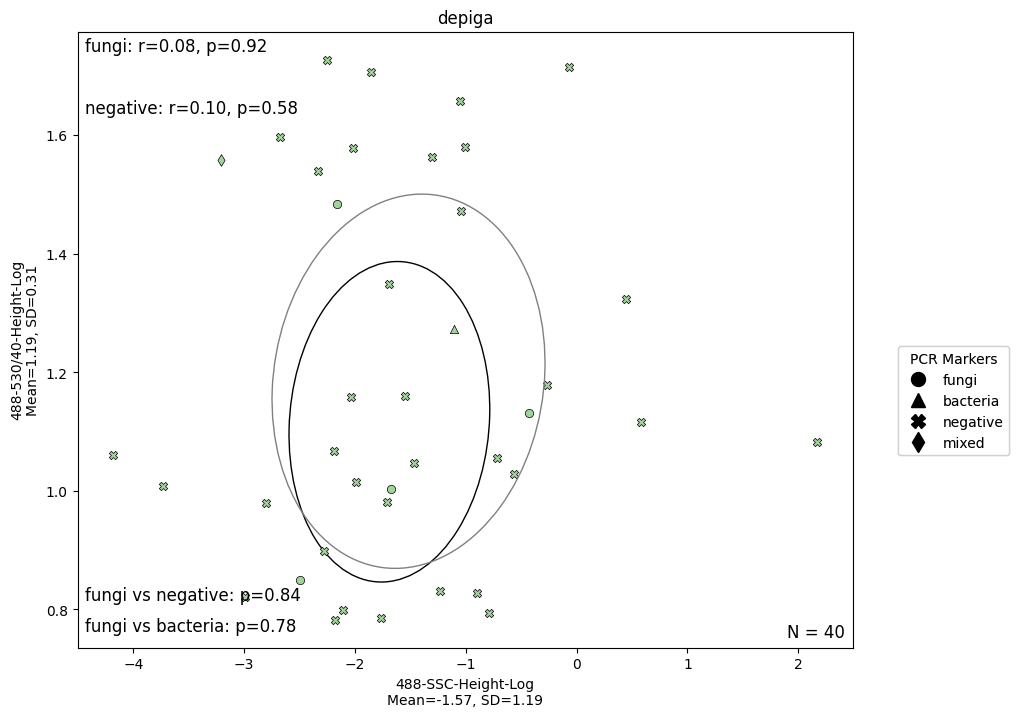 depiga
fungi: r=0.08, p=0.92
negative: r=0.10, p=0.58
fungi vs negative: p=0.84
fungi vs bacteria: p=0.78
N = 40
1.6
1.4
1.2
1.0
0.8
488-530/40-Height-Log
Mean=1.19, SD=0.31
−4
−3
−2
−1
0
1
2
488-SSC-Height-Log
Mean=-1.57, SD=1.19
PCR Markers
fungi
bacteria
negative
mixed